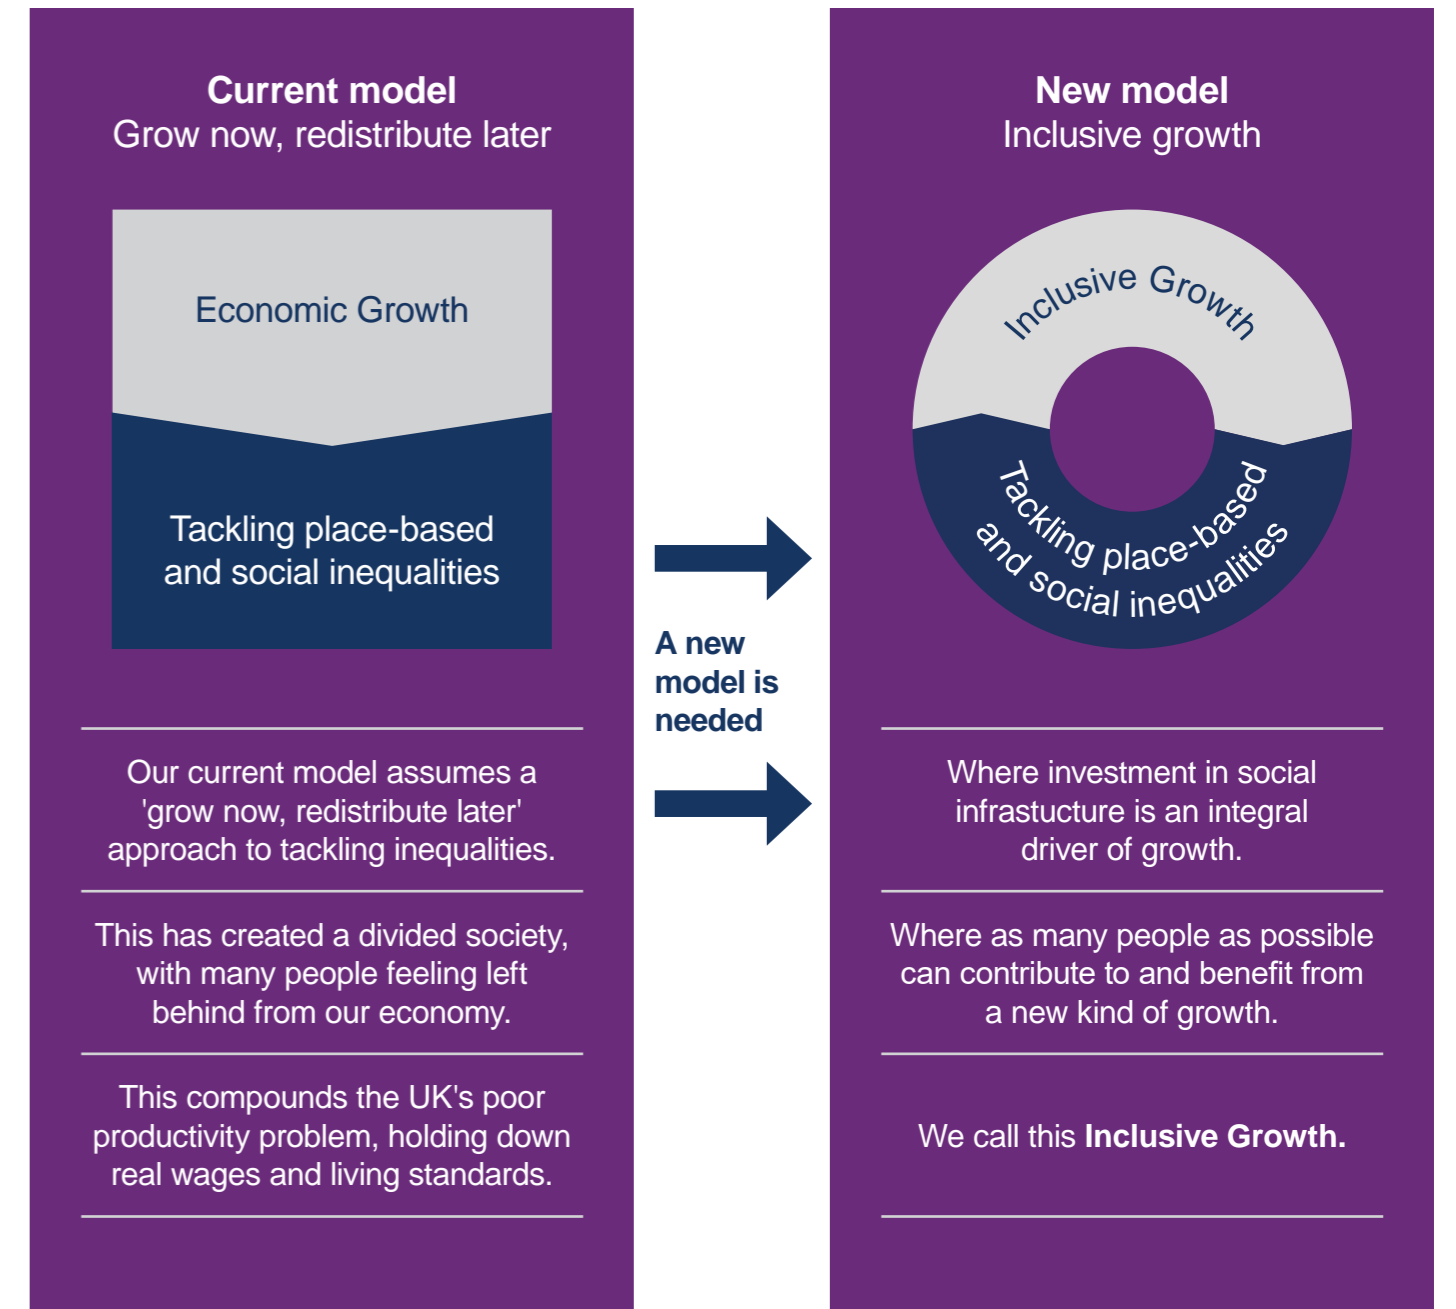 Current model
Grow now, redistribute later
Economic Growth
Tackling place-based
and social inequalities
Our current model assumes a
'grow now, redistribute later'
approach to tackling inequalities.
This has created a divided society,
with many people feeling left
behind from our economy.
This compounds the UK's poor
productivity problem, holding down
real wages and living standards.
A new
model is
needed
New model
Inclusive growth
Inclusive Growth
Tackling place-based
and social inequalities
Where investment in social
infrastucture is an integral
driver of growth.
Where as many people as possible
can contribute to and benefit from
a new kind of growth.
We call this Inclusive Growth.